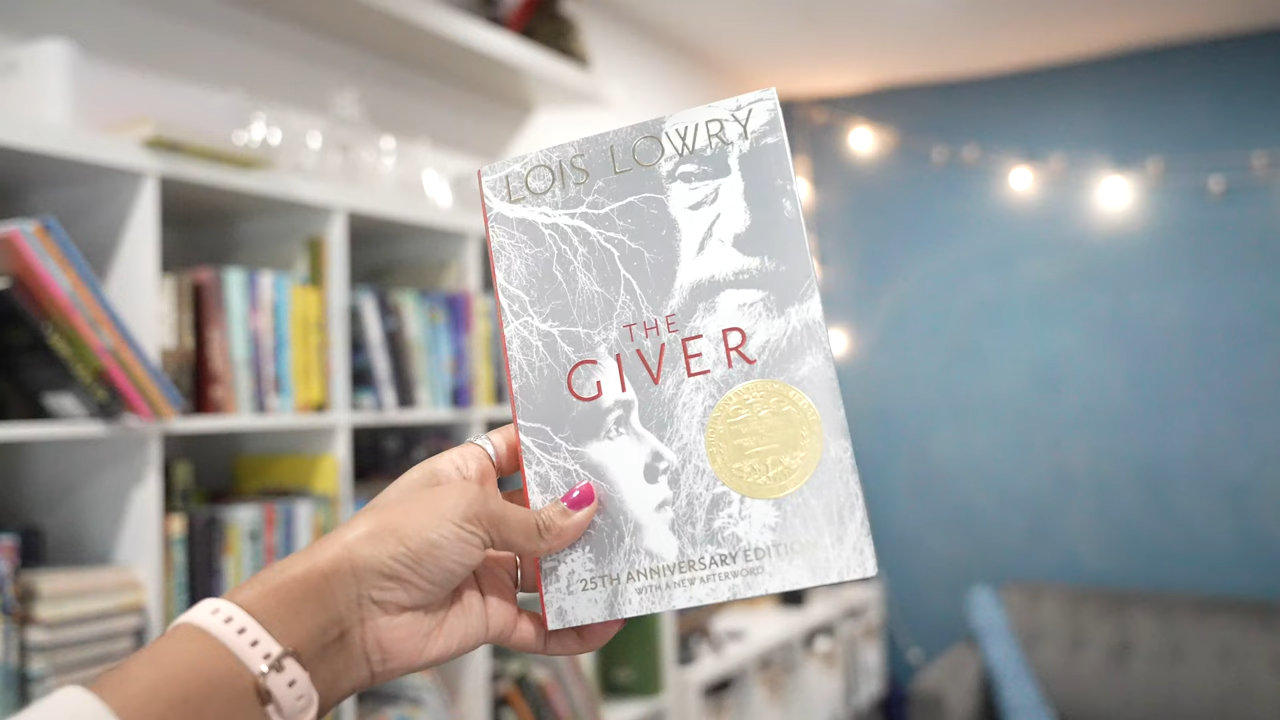 LOIS LOWRY
THE
GIVER
25TH ANNIVERSARY EDITION
WITH A NEW AFTERWORD